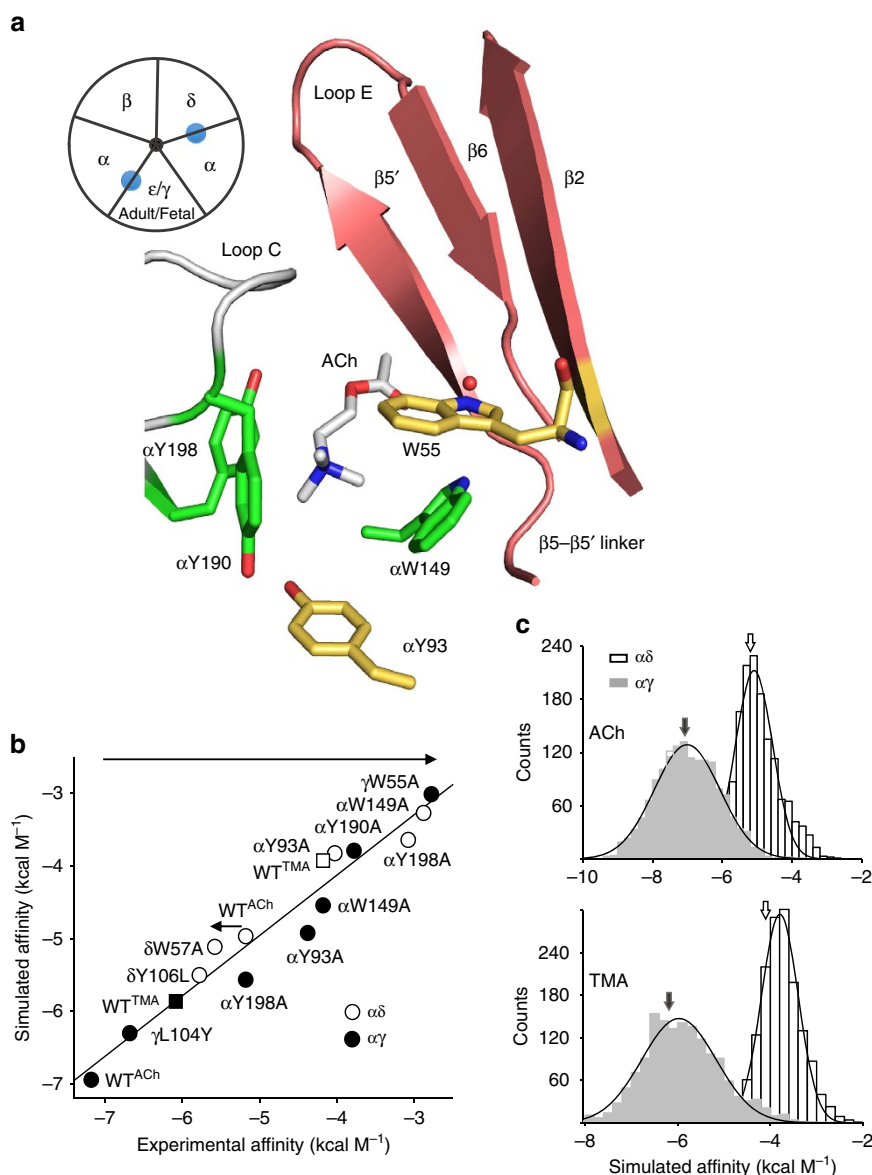 a
β
δ
α
α
ε/γ
Adult/Fetal
Loop E
β5′
β6
β2
Loop C
ACh
αY198
W55
αY190
αW149
β5–β5′ linker
αY93
b
Simulated affinity (kcal M⁻¹)
–3
–4
–5
–6
–7
γW55A
αW149A
αY190A
αY93A
αY198A
WTᵀᴹᴬ
WTᴬᶜʰ
αW149A
δW57A
αY93A
δY106L
αY198A
WTᵀᴹᴬ
γL104Y
WTᴬᶜʰ
αδ
αγ
–7
–6
–5
–4
–3
Experimental affinity (kcal M⁻¹)
c
αδ
αγ
ACh
Counts
240
180
120
60
–10
–8
–6
–4
–2
TMA
Counts
240
180
120
60
–8
–6
–4
–2
Simulated affinity (kcal M⁻¹)